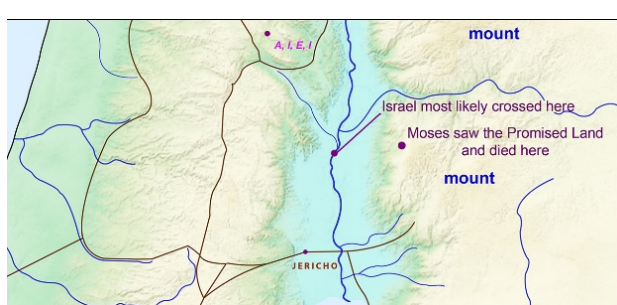 mount
A, I, E, I
Israel most likely crossed here
Moses saw the Promised Land
and died here
mount
JERICHO